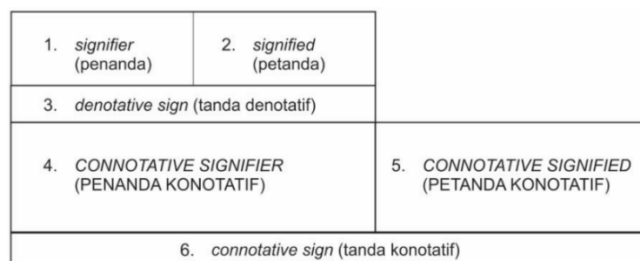 1. signifier
(penanda)
2. signified
(petanda)
3. denotative sign (tanda denotatif)
4. CONNOTATIVE SIGNIFIER
(PENANDA KONOTATIF)
5. CONNOTATIVE SIGNIFIED
(PETANDA KONOTATIF)
6. connotative sign (tanda konotatif)